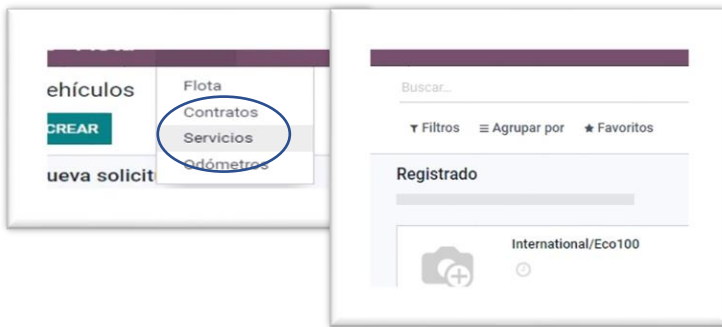 ehículos
CREAR
ueva solicit
Flota
Contratos
Servicios
Odómetros
Buscar...
Filtros Agrupar por Favoritos
Registrado
International/Eco100